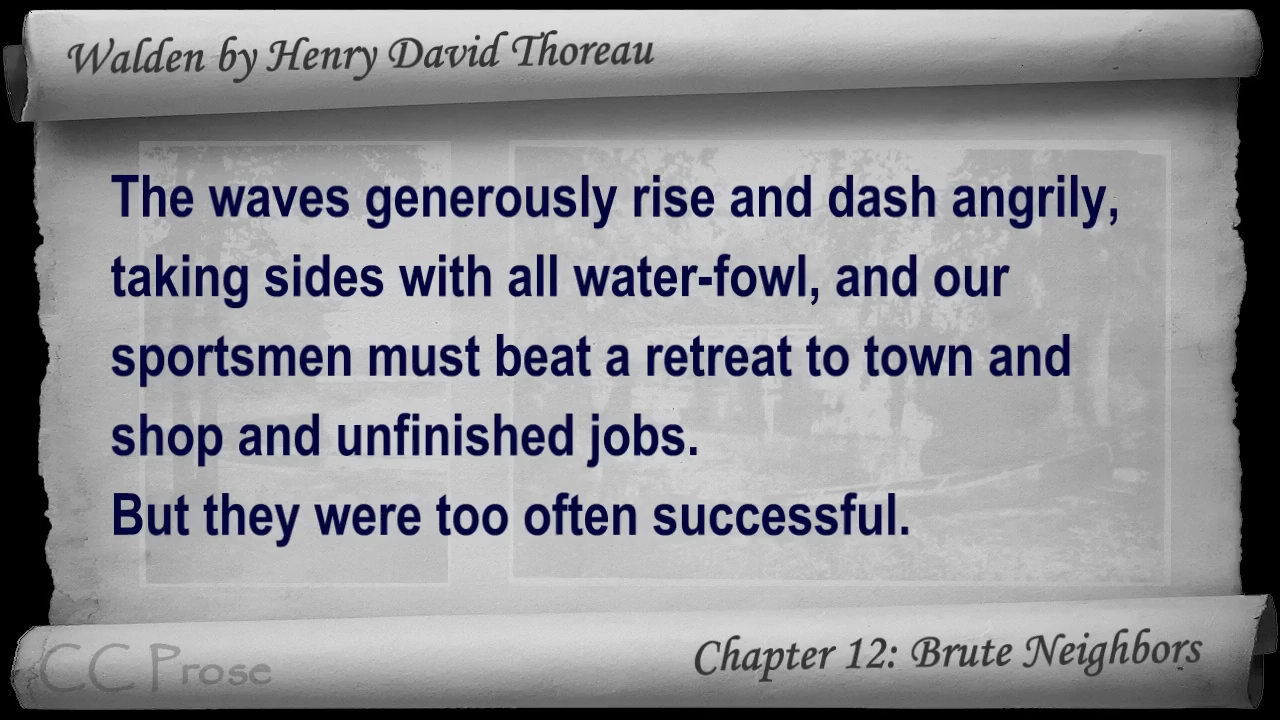 Walden by Henry David Thoreau
The waves generously rise and dash angrily,
taking sides with all water-fowl, and our
sportsmen must beat a retreat to town and
shop and unfinished jobs.
But they were too often successful.
CC Prose
Chapter 12: Brute Neighbors